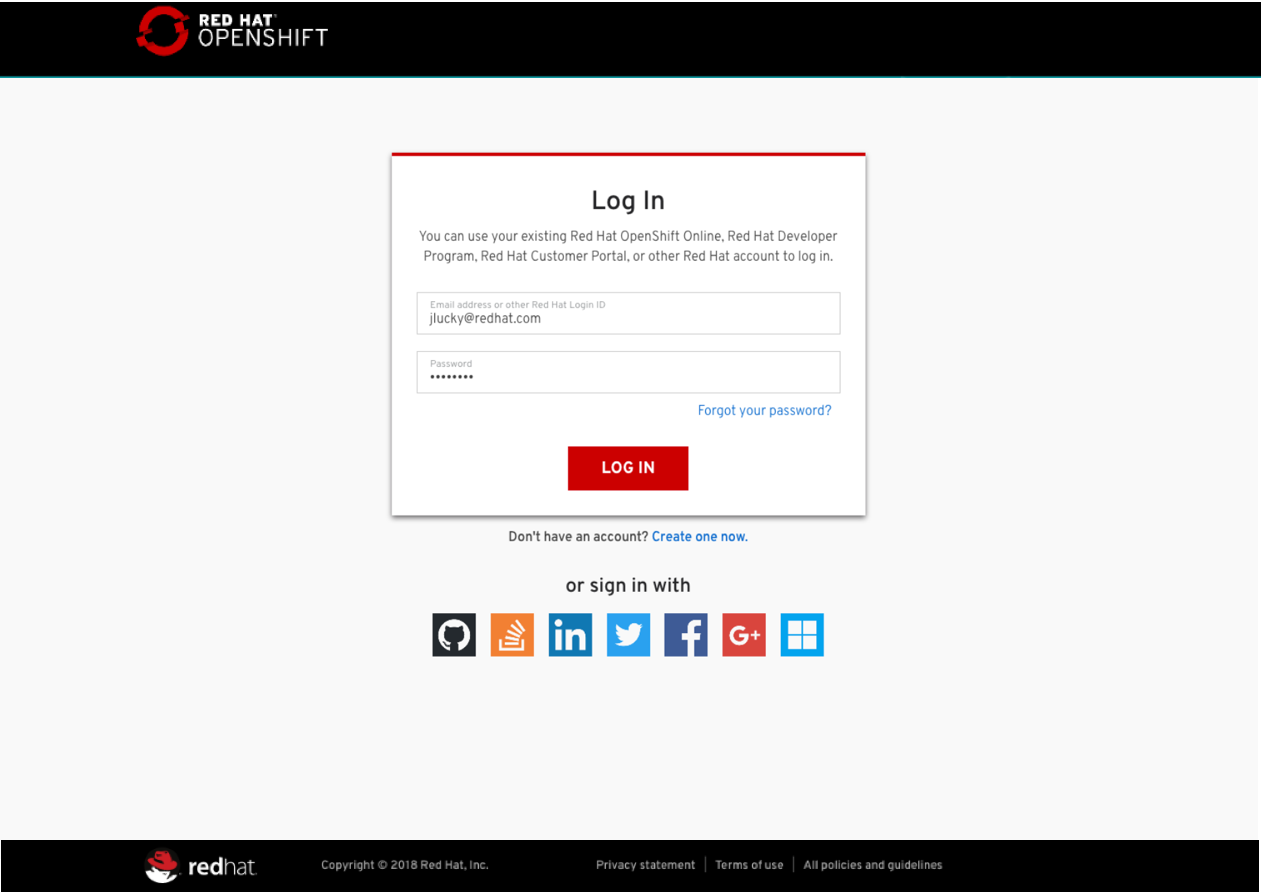 RED HAT
OPENSHIFT
Log In
You can use your existing Red Hat OpenShift Online, Red Hat Developer
Program, Red Hat Customer Portal, or other Red Hat account to log in.
Email address or other Red Hat Login ID
jlucky@redhat.com
Password
••••••••
Forgot your password?
LOG IN
Don't have an account? Create one now.
or sign in with
in
G+
redhat.
Copyright © 2018 Red Hat, Inc.
Privacy statement | Terms of use | All policies and guidelines